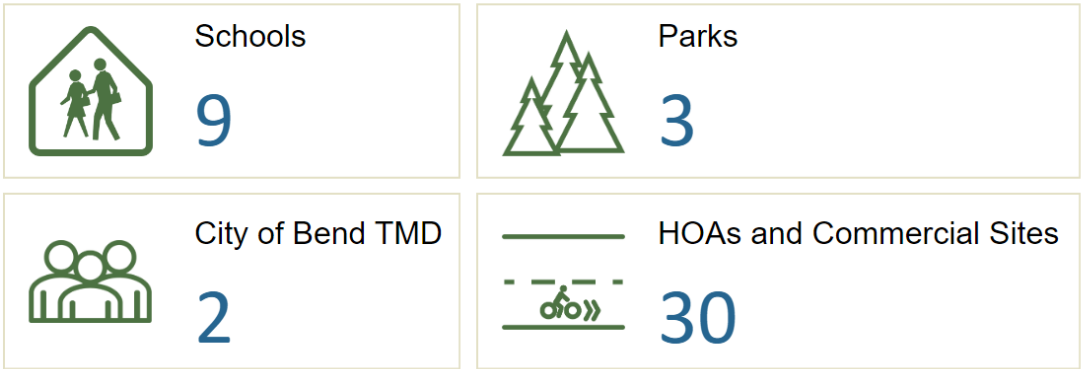 Schools
9
Parks
3
City of Bend TMD
2
HOAs and Commercial Sites
30